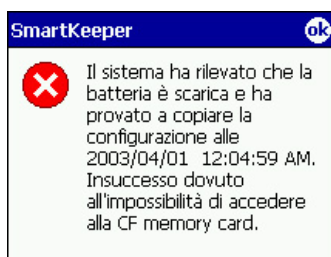 SmartKeeper ok
Il sistema ha rilevato che la
batteria è scarica e ha
provato a copiare la
configurazione alle
2003/04/01 12:04:59 AM.
Insuccesso dovuto
all'impossibilità di accedere
alla CF memory card.